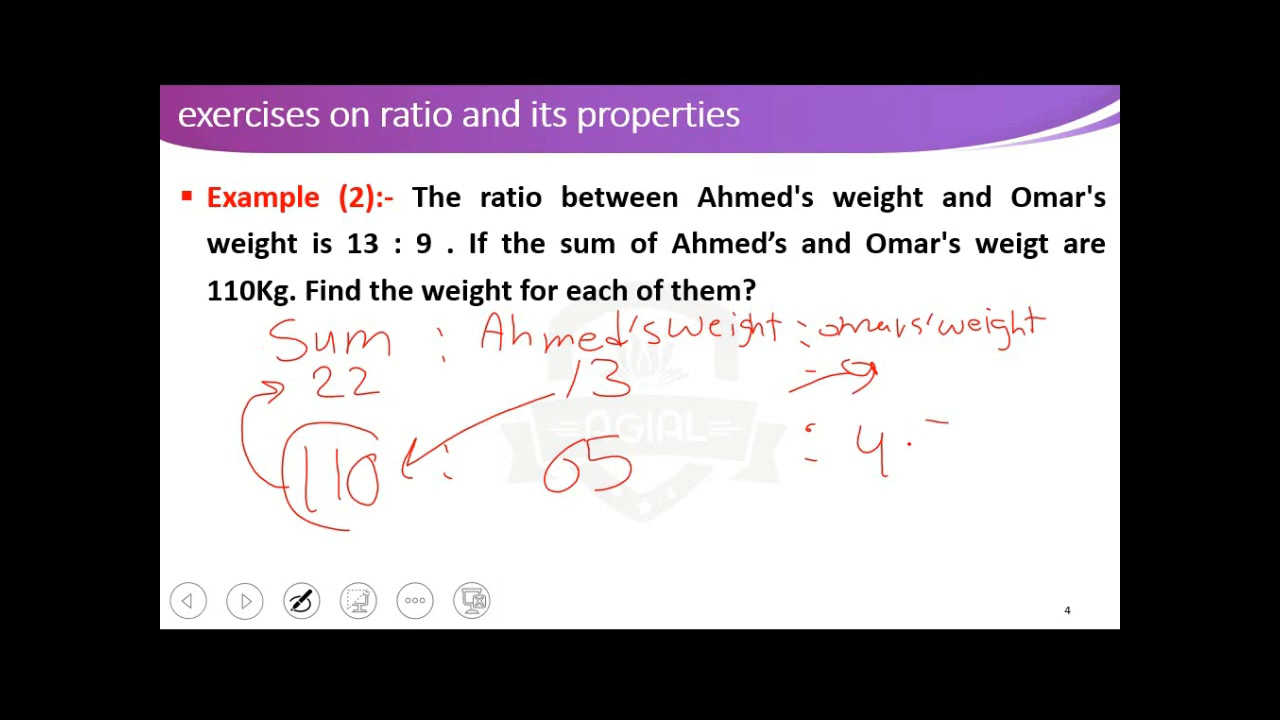 exercises on ratio and its properties
Example (2):- The ratio between Ahmed's weight and Omar's
weight is 13 : 9 . If the sum of Ahmed’s and Omar's weigt are
110Kg. Find the weight for each of them?
Sum : Ahmed's weight : omars' weight
22 13 :
110 : 65 : 4
AGIAL
4